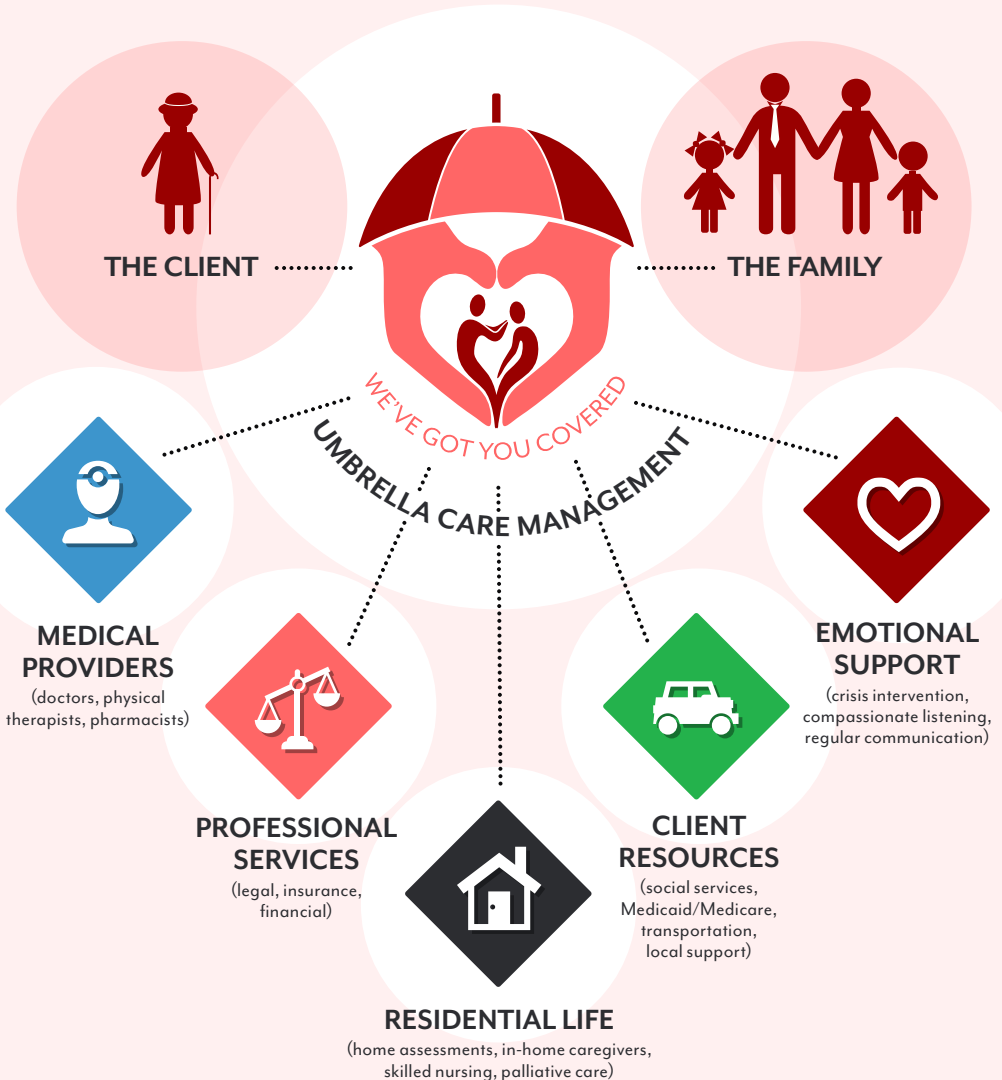 THE CLIENT
THE FAMILY
WE'VE GOT YOU COVERED
UMBRELLA CARE MANAGEMENT
MEDICAL
PROVIDERS
(doctors, physical
therapists, pharmacists)
PROFESSIONAL
SERVICES
(legal, insurance,
financial)
RESIDENTIAL LIFE
(home assessments, in-home caregivers,
skilled nursing, palliative care)
CLIENT
RESOURCES
(social services,
Medicaid/Medicare,
transportation,
local support)
EMOTIONAL
SUPPORT
(crisis intervention,
compassionate listening,
regular communication)